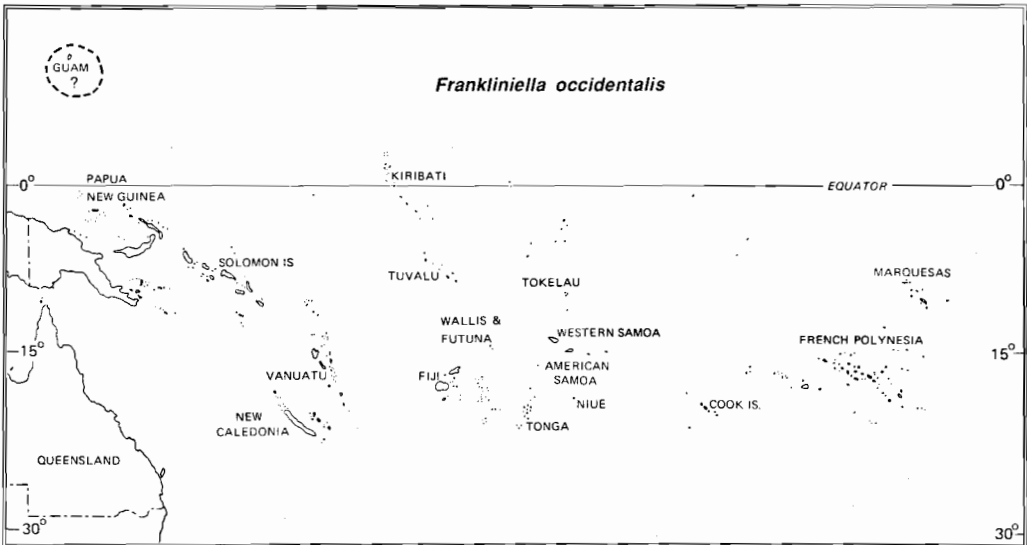 GUAM
?
Frankliniella occidentalis
PAPUA
NEW GUINEA
KIRIBATI
0°
EQUATOR
0°
SOLOMON IS
TUVALU
TOKELAU
MARQUESAS
WALLIS &
FUTUNA
WESTERN SAMOA
FRENCH POLYNESIA
15°
15°
VANUATU
FIJI
AMERICAN
SAMOA
NEW
CALEDONIA
NIUE
COOK IS.
TONGA
QUEENSLAND
30°
30°